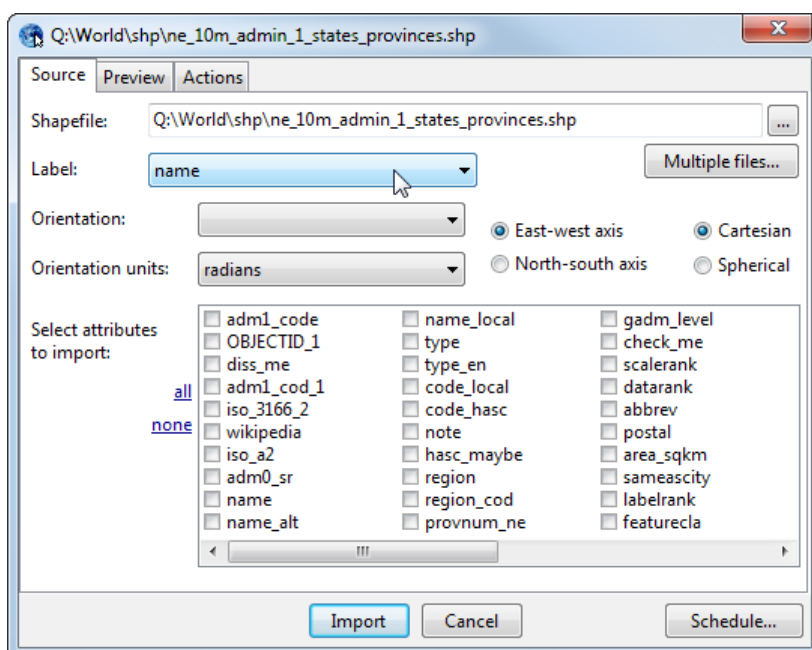 Q:\World\shp\ne_10m_admin_1_states_provinces.shp
Source Preview Actions
Shapefile: Q:\World\shp\ne_10m_admin_1_states_provinces.shp ...
Label: name Multiple files...
Orientation: East-west axis Cartesian
Orientation units: radians North-south axis Spherical
Select attributes
to import:
all
none
adm1_code name_local gadm_level
OBJECTID_1 type check_me
diss_me type_en scalerank
adm1_cod_1 code_local datarank
iso_3166_2 code_hasc abbrev
wikipedia note postal
iso_a2 hasc_maybe area_sqkm
adm0_sr region sameascity
name region_cod labelrank
name_alt provnum_ne featurecla
Import Cancel Schedule...